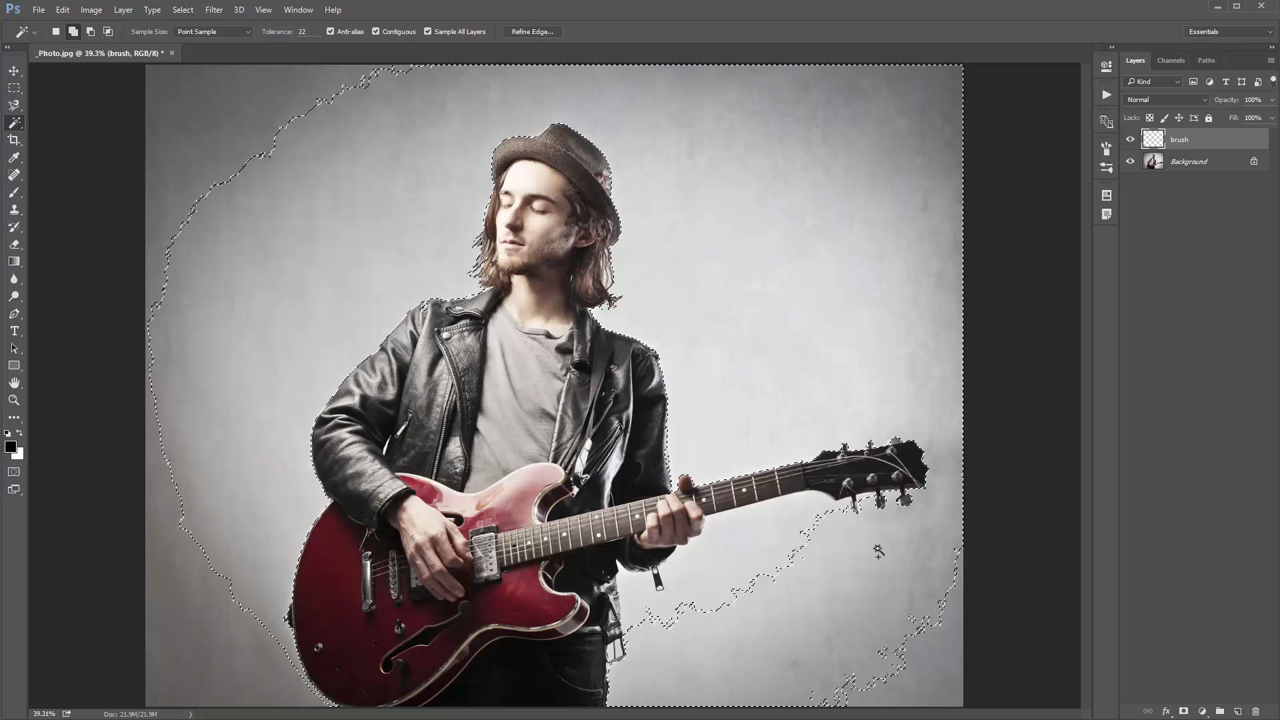 Ps File Edit Image Layer Type Select Filter 3D View Window Help
Sample Size: Point Sample Tolerance: 22 Anti-alias Contiguous Sample All Layers Refine Edge... Essentials
_Photo.jpg @ 39.3% (brush, RGB/8) * ×
Layers Channels Paths
Kind
Normal Opacity: 100%
Lock: Fill: 100%
brush
Background
39.31% Doc: 21.9M/21.9M